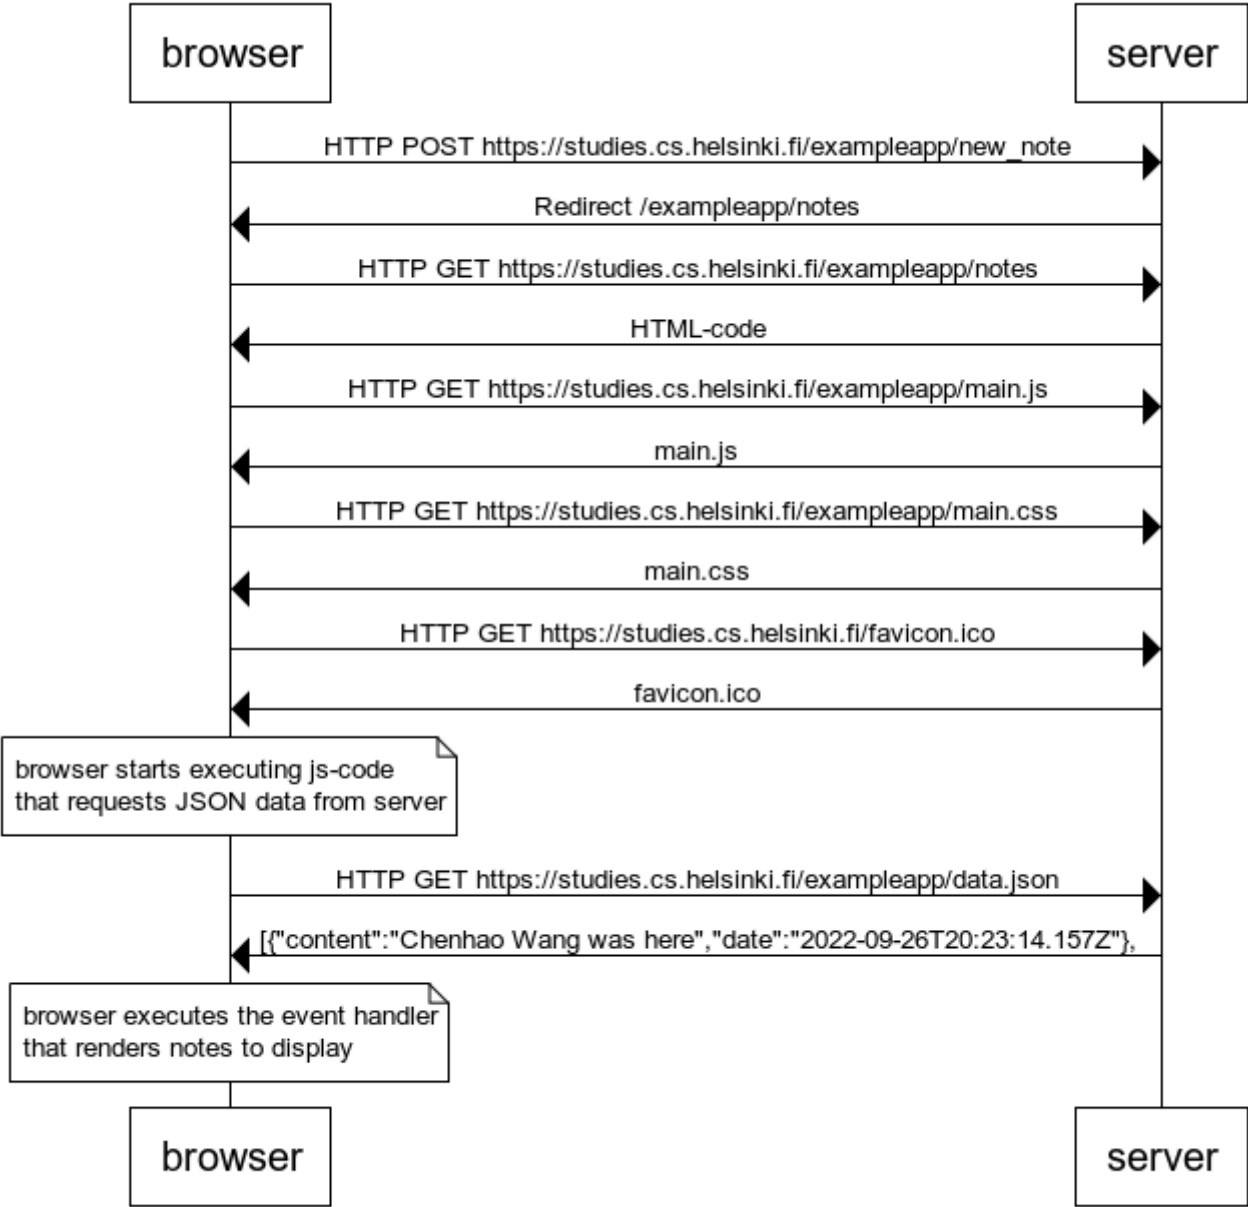 browser
server
HTTP POST https://studies.cs.helsinki.fi/exampleapp/new_note
Redirect /exampleapp/notes
HTTP GET https://studies.cs.helsinki.fi/exampleapp/notes
HTML-code
HTTP GET https://studies.cs.helsinki.fi/exampleapp/main.js
main.js
HTTP GET https://studies.cs.helsinki.fi/exampleapp/main.css
main.css
HTTP GET https://studies.cs.helsinki.fi/favicon.ico
favicon.ico
browser starts executing js-code
that requests JSON data from server
HTTP GET https://studies.cs.helsinki.fi/exampleapp/data.json
[{"content":"Chenhao Wang was here","date":"2022-09-26T20:23:14.157Z"},
browser executes the event handler
that renders notes to display
browser
server